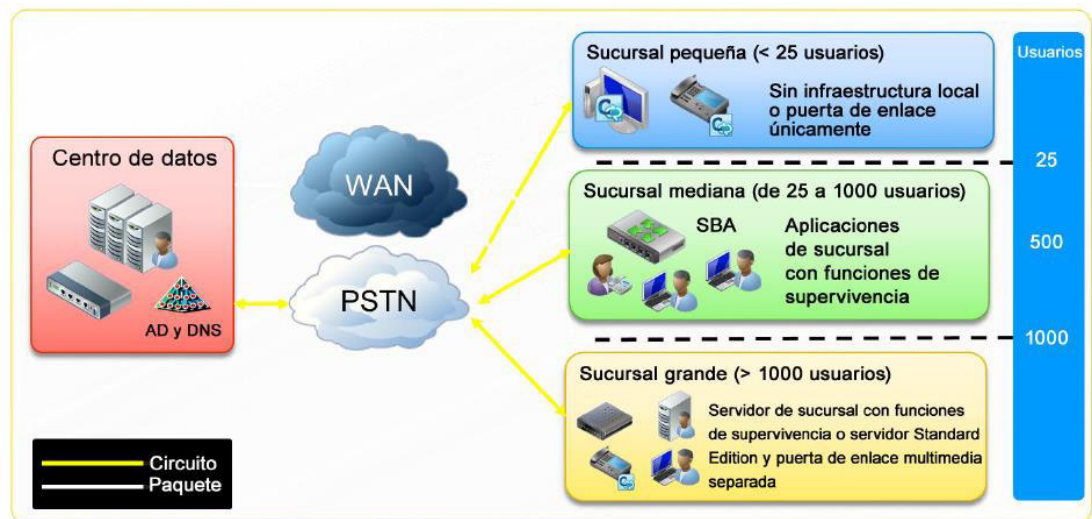 Centro de datos
AD y DNS
WAN
PSTN
Circuito
Paquete
Sucursal pequeña (< 25 usuarios)
Sin infraestructura local
o puerta de enlace
únicamente
Sucursal mediana (de 25 a 1000 usuarios)
SBA
Aplicaciones
de sucursal
con funciones de
supervivencia
Sucursal grande (> 1000 usuarios)
Servidor de sucursal con funciones
de supervivencia o servidor Standard
Edition y puerta de enlace multimedia
separada
Usuarios
25
500
1000